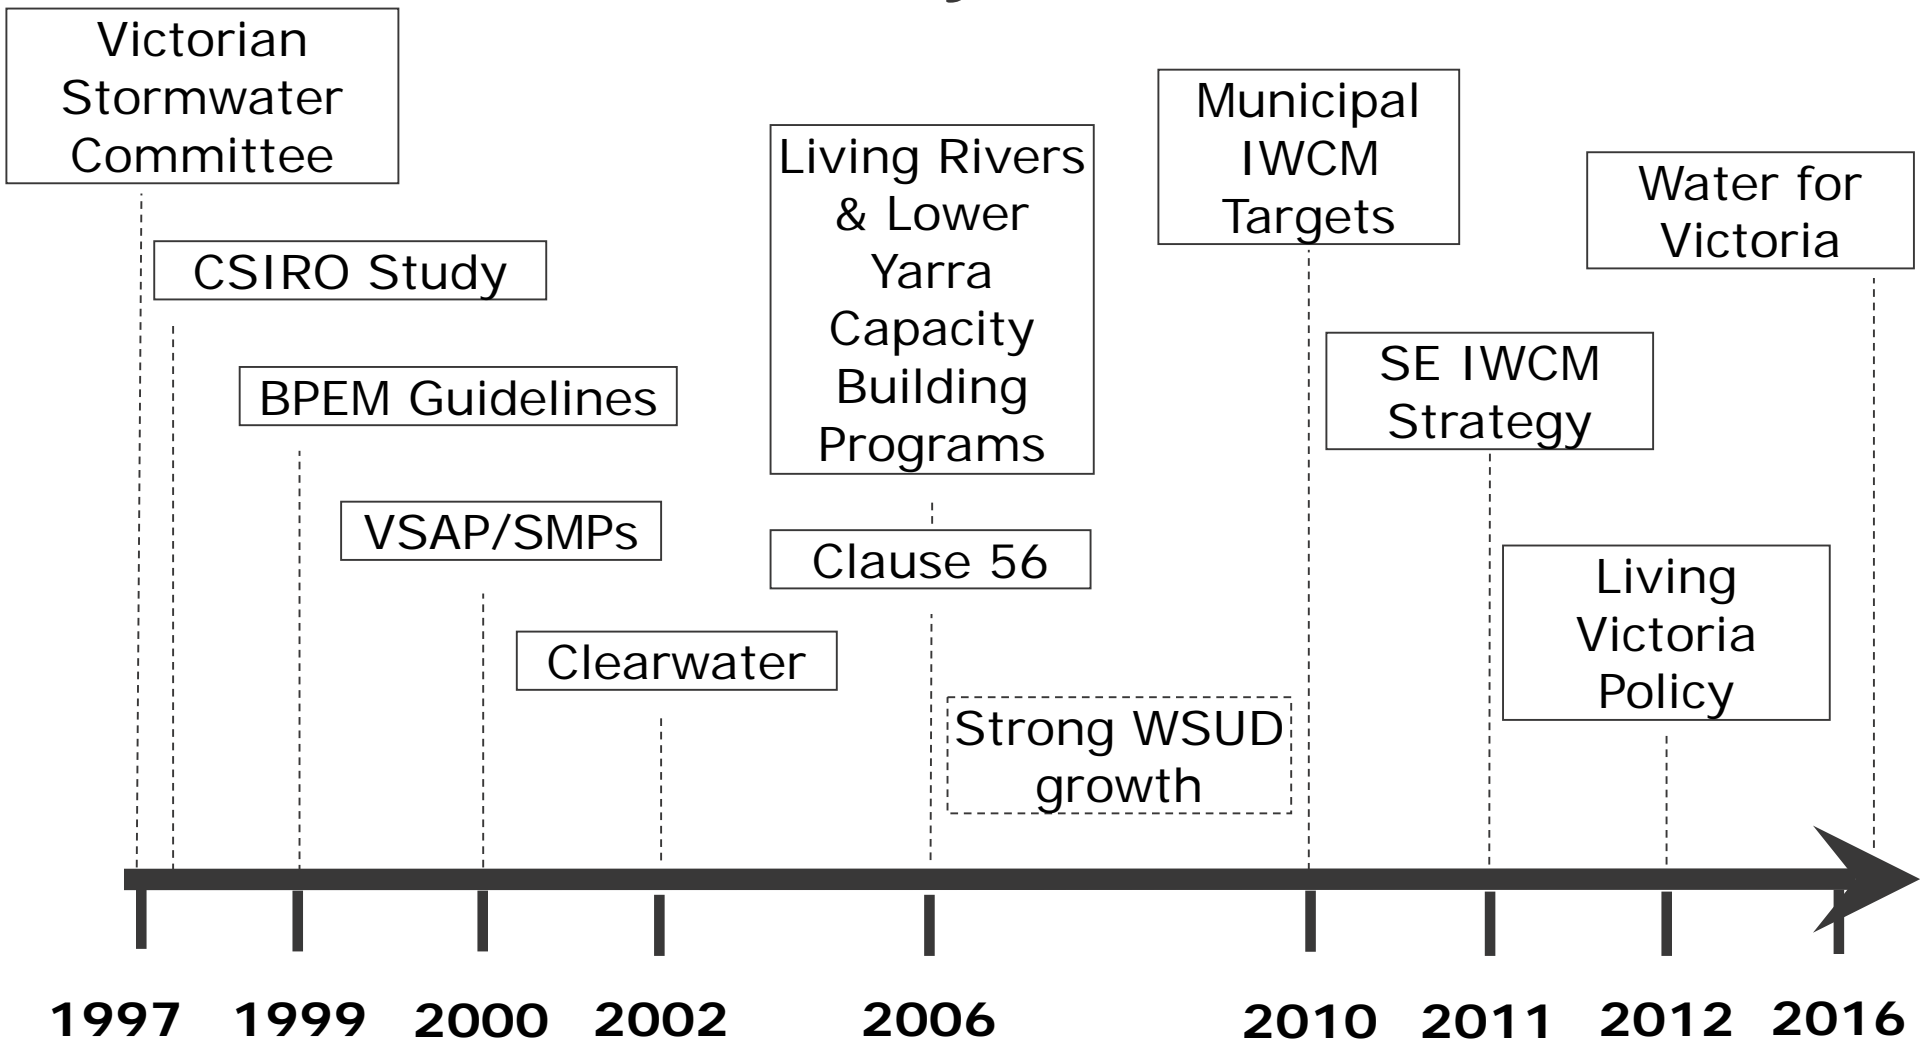 Victorian
Stormwater
Committee
CSIRO Study
BPEM Guidelines
VSAP/SMPs
Clearwater
Living Rivers
& Lower
Yarra
Capacity
Building
Programs
Clause 56
Strong WSUD
growth
Municipal
IWCM
Targets
SE IWCM
Strategy
Living
Victoria
Policy
Water for
Victoria
1997 1999 2000 2002 2006 2010 2011 2012 2016